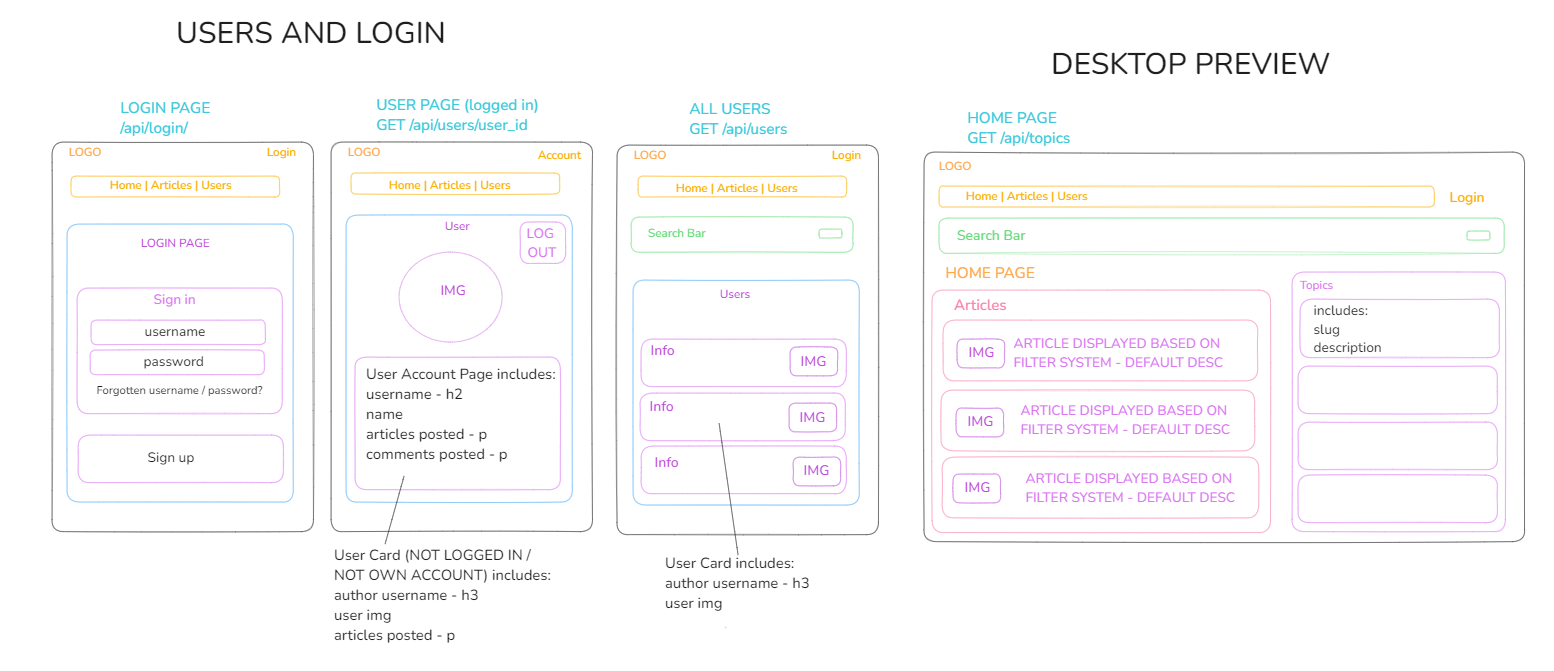 USERS AND LOGIN
LOGIN PAGE
/api/login/
LOGO
Login
Home | Articles | Users
LOGIN PAGE
Sign in
username
password
Forgotten username / password?
Sign up
USER PAGE (logged in)
GET /api/users/user_id
LOGO
Account
Home | Articles | Users
User
LOG
OUT
IMG
User Account Page includes:
username - h2
name
articles posted - p
comments posted - p
User Card (NOT LOGGED IN /
NOT OWN ACCOUNT) includes:
author username - h3
user img
articles posted - p
ALL USERS
GET /api/users
LOGO
Login
Home | Articles | Users
Search Bar
Users
Info
IMG
Info
IMG
Info
IMG
User Card includes:
author username - h3
user img
DESKTOP PREVIEW
HOME PAGE
GET /api/topics
LOGO
Home | Articles | Users
Login
Search Bar
HOME PAGE
Articles
IMG
ARTICLE DISPLAYED BASED ON
FILTER SYSTEM - DEFAULT DESC
IMG
ARTICLE DISPLAYED BASED ON
FILTER SYSTEM - DEFAULT DESC
IMG
ARTICLE DISPLAYED BASED ON
FILTER SYSTEM - DEFAULT DESC
Topics
includes:
slug
description